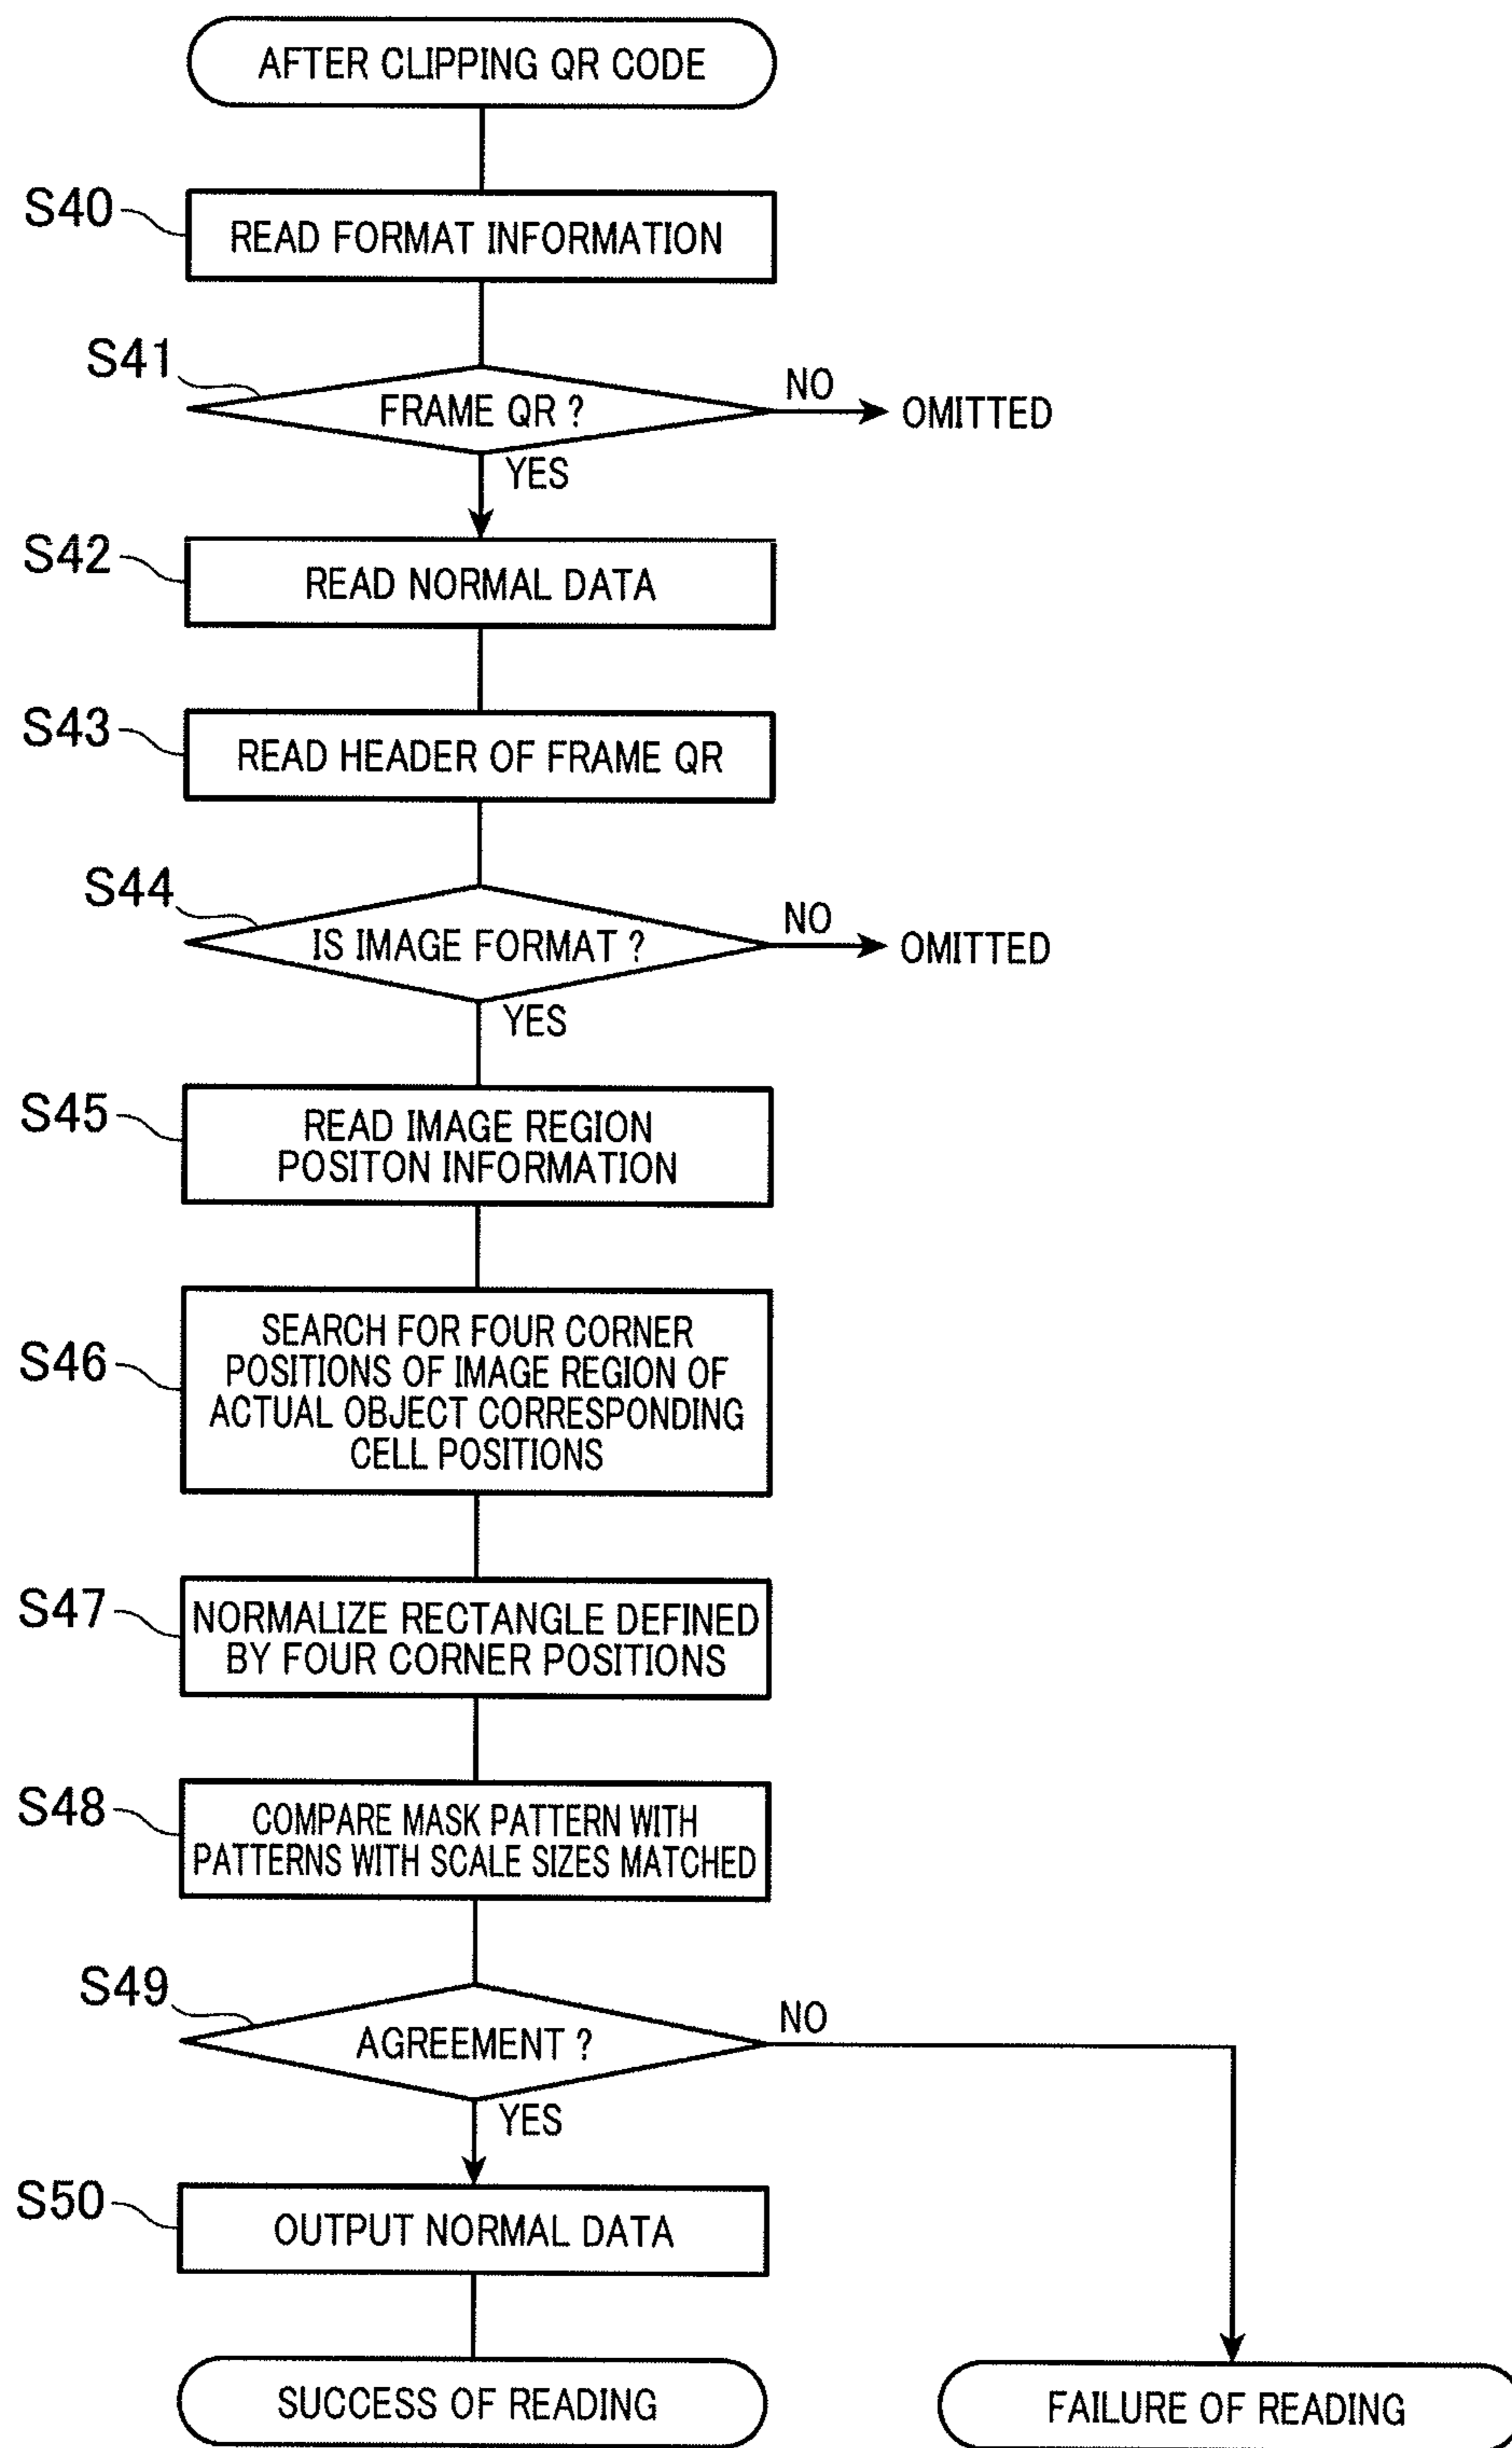 AFTER CLIPPING QR CODE
S40
READ FORMAT INFORMATION
S41
FRAME QR ?
NO
OMITTED
YES
S42
READ NORMAL DATA
S43
READ HEADER OF FRAME QR
S44
IS IMAGE FORMAT ?
NO
OMITTED
YES
S45
READ IMAGE REGION
POSITON INFORMATION
S46
SEARCH FOR FOUR CORNER
POSITIONS OF IMAGE REGION OF
ACTUAL OBJECT CORRESPONDING
CELL POSITIONS
S47
NORMALIZE RECTANGLE DEFINED
BY FOUR CORNER POSITIONS
S48
COMPARE MASK PATTERN WITH
PATTERNS WITH SCALE SIZES MATCHED
S49
AGREEMENT ?
NO
YES
S50
OUTPUT NORMAL DATA
SUCCESS OF READING
FAILURE OF READING